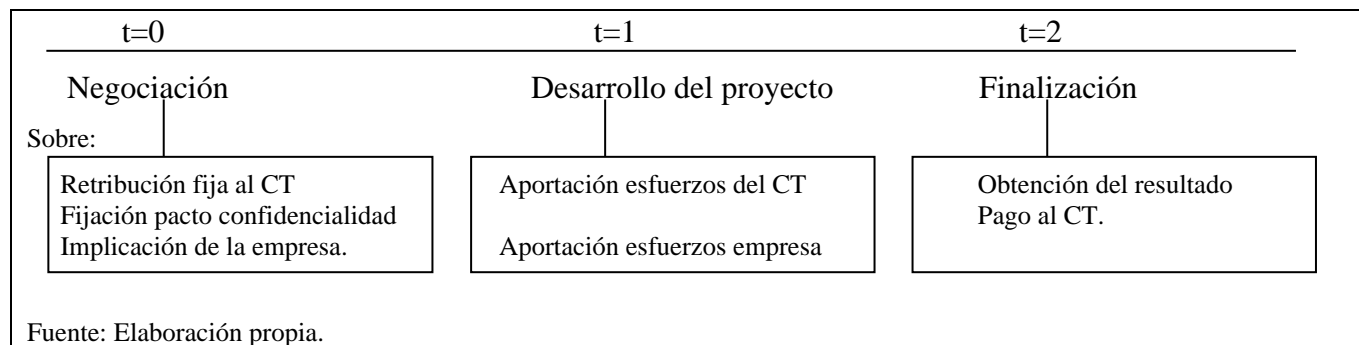 t=0 t=1 t=2
Negociación Desarrollo del proyecto Finalización
Sobre:
Retribución fija al CT
Fijación pacto confidencialidad
Implicación de la empresa.
Aportación esfuerzos del CT
Aportación esfuerzos empresa
Obtención del resultado
Pago al CT.
Fuente: Elaboración propia.